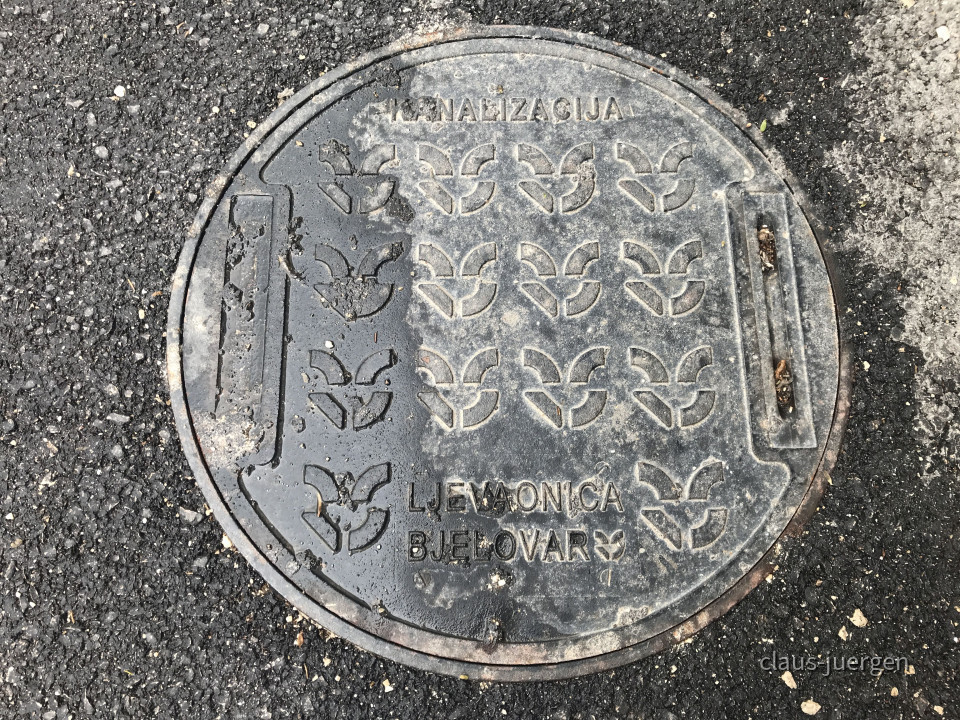 KANALIZACIJA
LJEVAONICA
BJELOVAR
claus-juergen